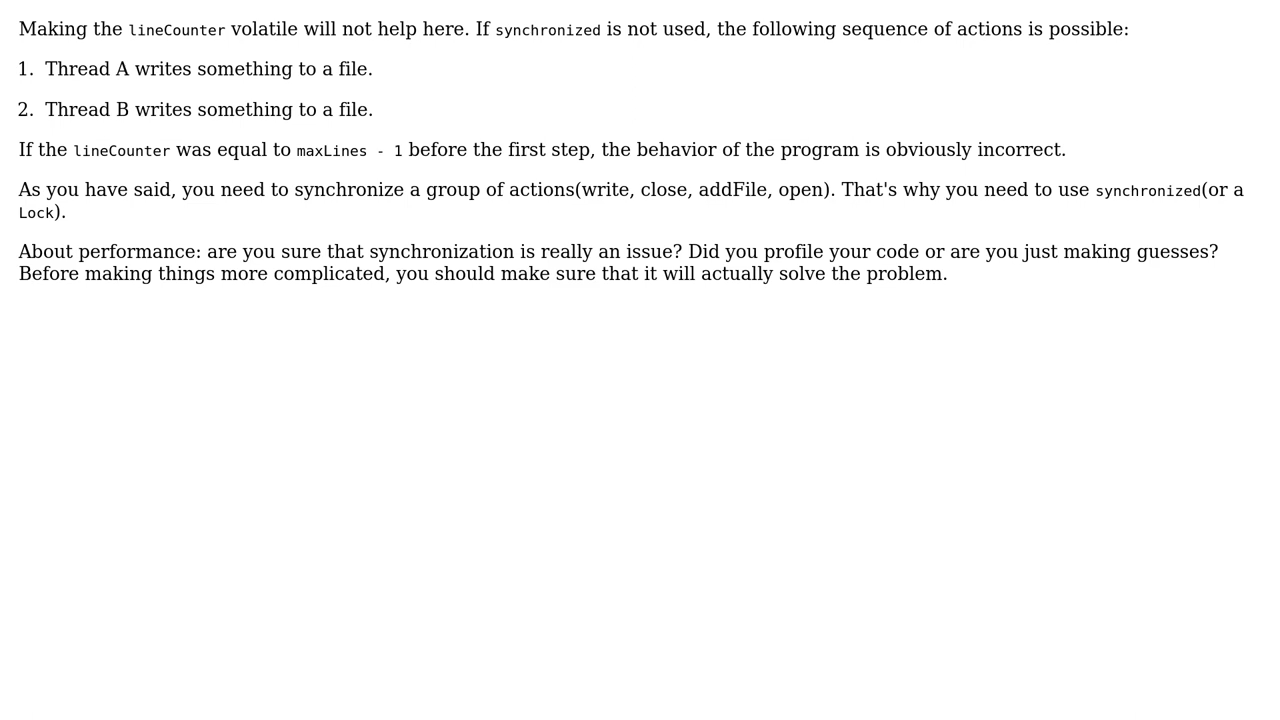 Making the lineCounter volatile will not help here. If synchronized is not used, the following sequence of actions is possible:
1. Thread A writes something to a file.
2. Thread B writes something to a file.
If the lineCounter was equal to maxLines - 1 before the first step, the behavior of the program is obviously incorrect.
As you have said, you need to synchronize a group of actions(write, close, addFile, open). That's why you need to use synchronized(or a
Lock).
About performance: are you sure that synchronization is really an issue? Did you profile your code or are you just making guesses?
Before making things more complicated, you should make sure that it will actually solve the problem.